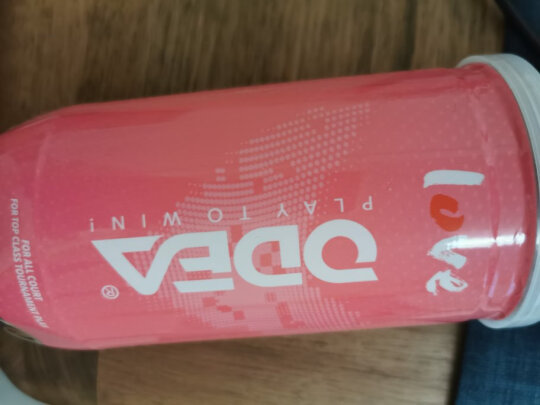 love
ODEA®
PLAY TO WIN!
FOR ALL COURT
FOR TOP CLASS TOURNAMENT PLAY